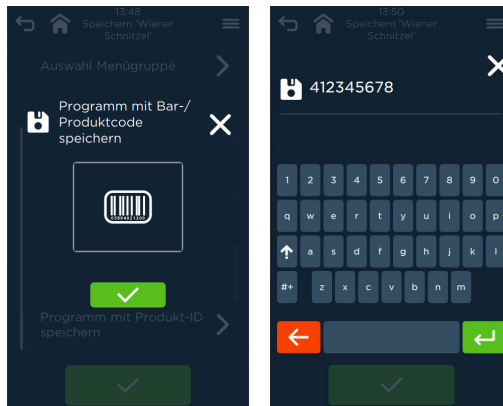 13:48
Speichern 'Wiener
Schnitzel'
Auswahl Menügruppe
Programm mit Bar-/
Produktcode
speichern
Programm mit Produkt-ID
speichern
13:50
Speichern 'Wiener
Schnitzel'
412345678
1 2 3 4 5 6 7 8 9 0
q w e r t y u i o p
a s d f g h j k l
#+ z x c v b n m